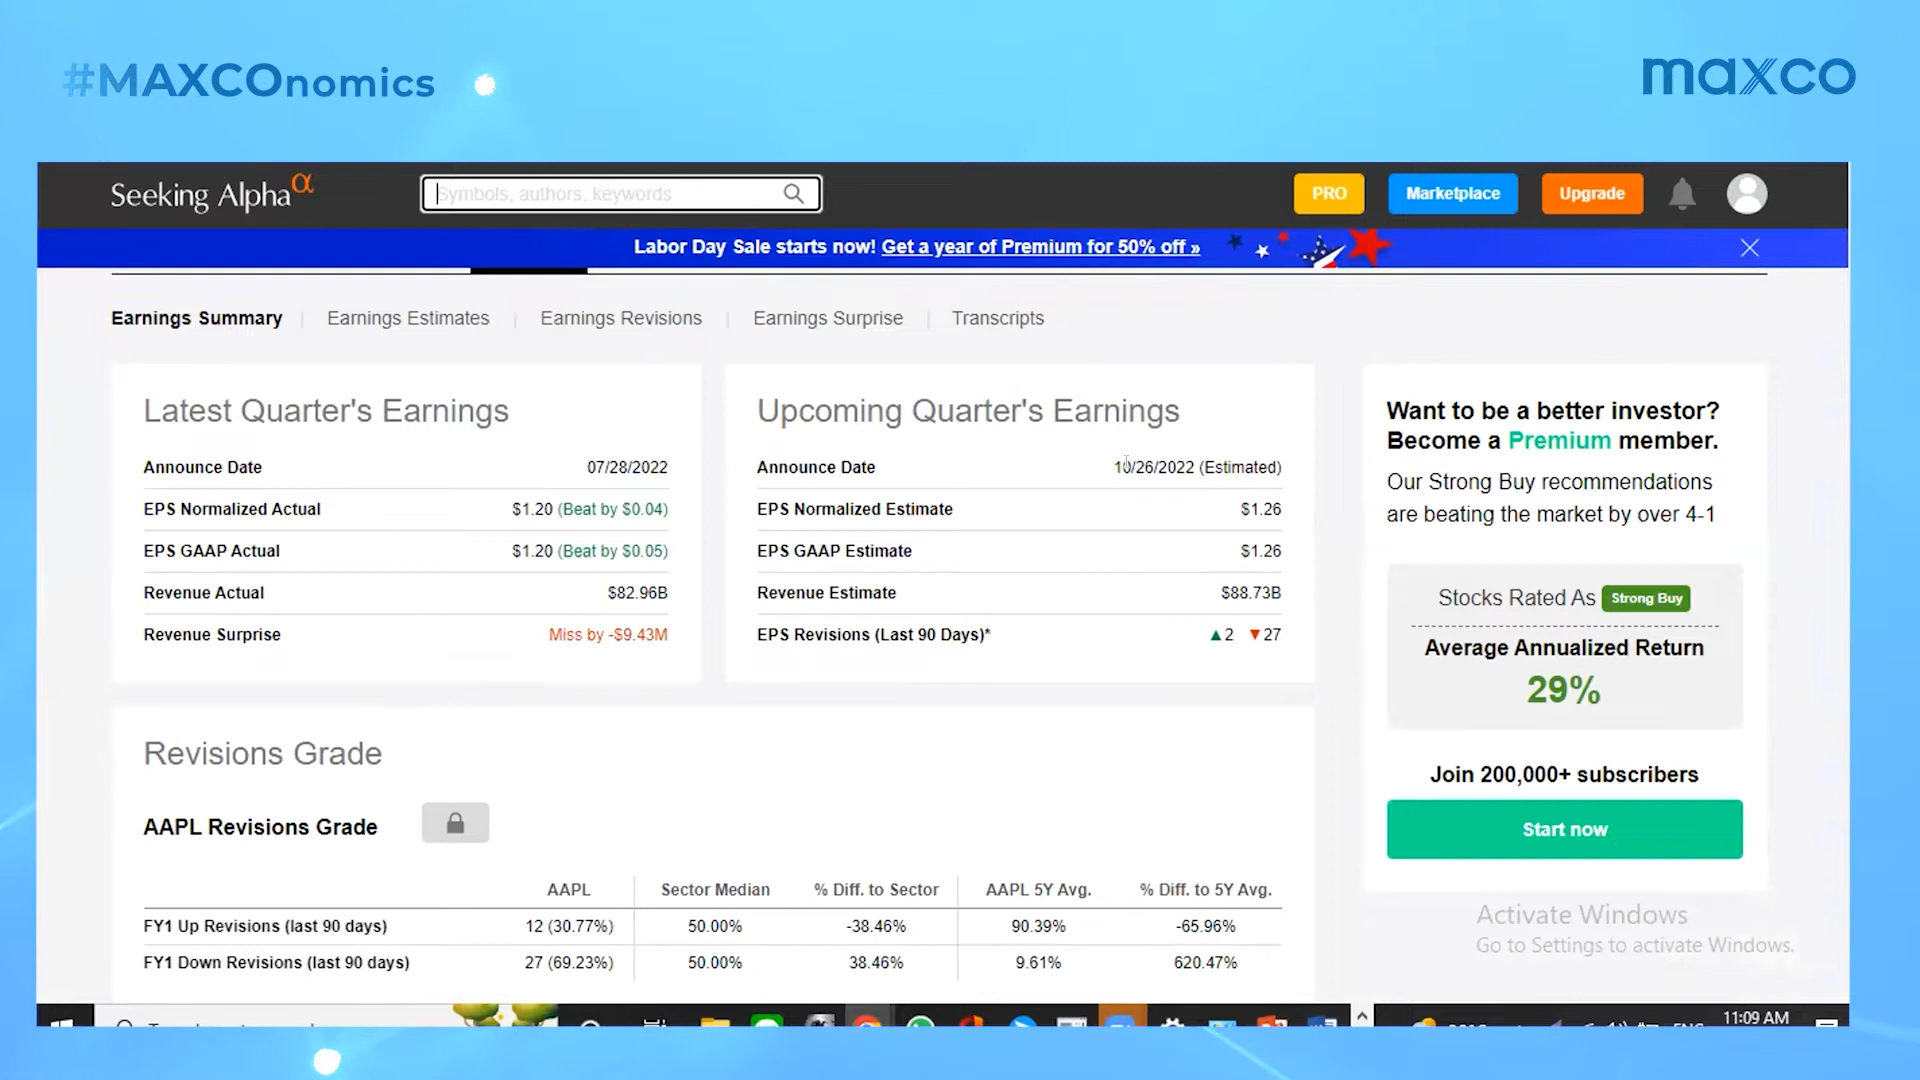 #MAXCOnomics
maxco
Seeking Alpha α
Symbols, authors, keywords
PRO
Marketplace
Upgrade
Labor Day Sale starts now! Get a year of Premium for 50% off »
Earnings Summary
Earnings Estimates
Earnings Revisions
Earnings Surprise
Transcripts
Latest Quarter's Earnings
Announce Date 07/28/2022
EPS Normalized Actual $1.20 (Beat by $0.04)
EPS GAAP Actual $1.20 (Beat by $0.05)
Revenue Actual $82.96B
Revenue Surprise Miss by -$9.43M
Upcoming Quarter's Earnings
Announce Date 10/26/2022 (Estimated)
EPS Normalized Estimate $1.26
EPS GAAP Estimate $1.26
Revenue Estimate $88.73B
EPS Revisions (Last 90 Days)* ▲2 ▼27
Want to be a better investor?
Become a Premium member.
Our Strong Buy recommendations
are beating the market by over 4-1
Stocks Rated As Strong Buy
Average Annualized Return
29%
Join 200,000+ subscribers
Start now
Revisions Grade
AAPL Revisions Grade
AAPL Sector Median % Diff. to Sector AAPL 5Y Avg. % Diff. to 5Y Avg.
FY1 Up Revisions (last 90 days) 12 (30.77%) 50.00% -38.46% 90.39% -65.96%
FY1 Down Revisions (last 90 days) 27 (69.23%) 50.00% 38.46% 9.61% 620.47%
Activate Windows
Go to Settings to activate Windows.
11:09 AM